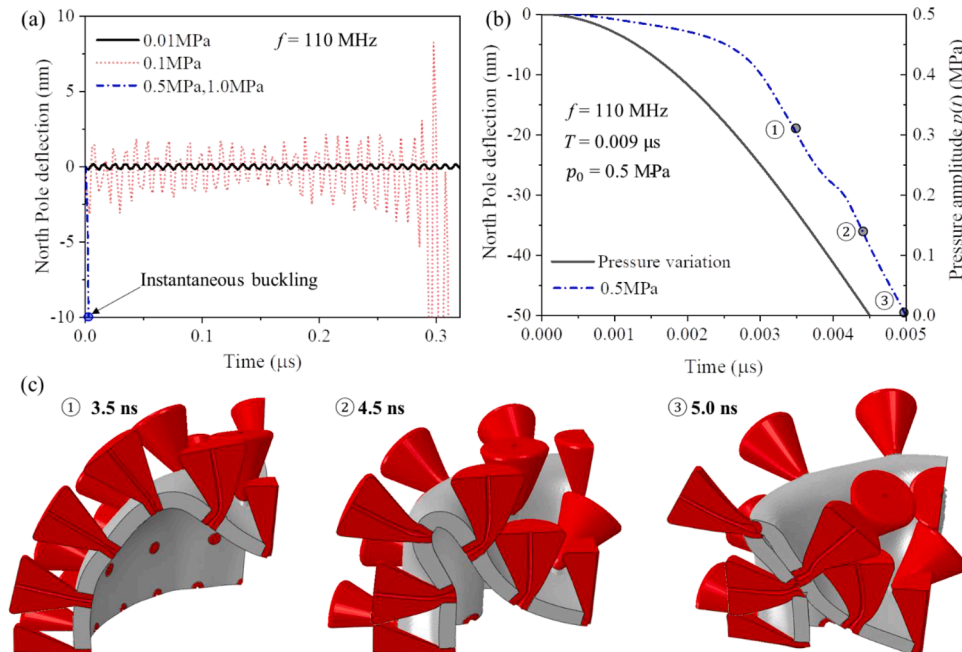 (a)
10
5
0
-5
-10
North Pole deflection (nm)
0.01MPa
0.1MPa
0.5MPa,1.0MPa
f = 110 MHz
Instantaneous buckling
0.0
0.1
0.2
0.3
Time (μs)
(b)
0
-10
-20
-30
-40
-50
North Pole deflection (nm)
f = 110 MHz
T = 0.009 μs
p0 = 0.5 MPa
①
②
③
Pressure variation
0.5MPa
0.5
0.4
0.3
0.2
0.1
0.0
Pressure amplitude p(t) (MPa)
0.000
0.001
0.002
0.003
0.004
0.005
Time (μs)
(c)
① 3.5 ns
② 4.5 ns
③ 5.0 ns